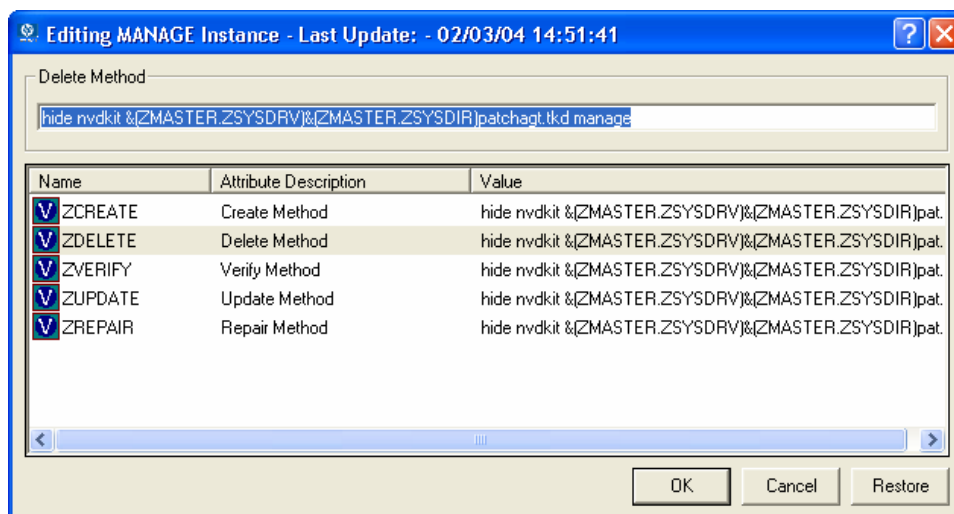 Editing MANAGE Instance - Last Update: - 02/03/04 14:51:41
Delete Method
hide nvdkit &(ZMASTER.ZSYSDRV)&(ZMASTER.ZSYSDIR)patchagt.tkd manage
Name Attribute Description Value
V ZCREATE Create Method hide nvdkit &(ZMASTER.ZSYSDRV)&(ZMASTER.ZSYSDIR)pat.
V ZDELETE Delete Method hide nvdkit &(ZMASTER.ZSYSDRV)&(ZMASTER.ZSYSDIR)pat.
V ZVERIFY Verify Method hide nvdkit &(ZMASTER.ZSYSDRV)&(ZMASTER.ZSYSDIR)pat.
V ZUPDATE Update Method hide nvdkit &(ZMASTER.ZSYSDRV)&(ZMASTER.ZSYSDIR)pat.
V ZREPAIR Repair Method hide nvdkit &(ZMASTER.ZSYSDRV)&(ZMASTER.ZSYSDIR)pat.
OK Cancel Restore